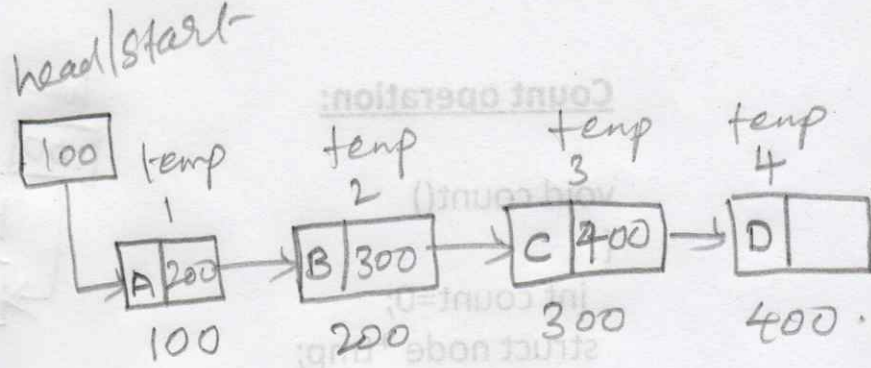 head/start
Count operation:
100 temp temp temp temp
1 2 3 4
void count()
A 200 B 300 C 400 D
int count=0;
100 200 300 400.
struct node *tmp;